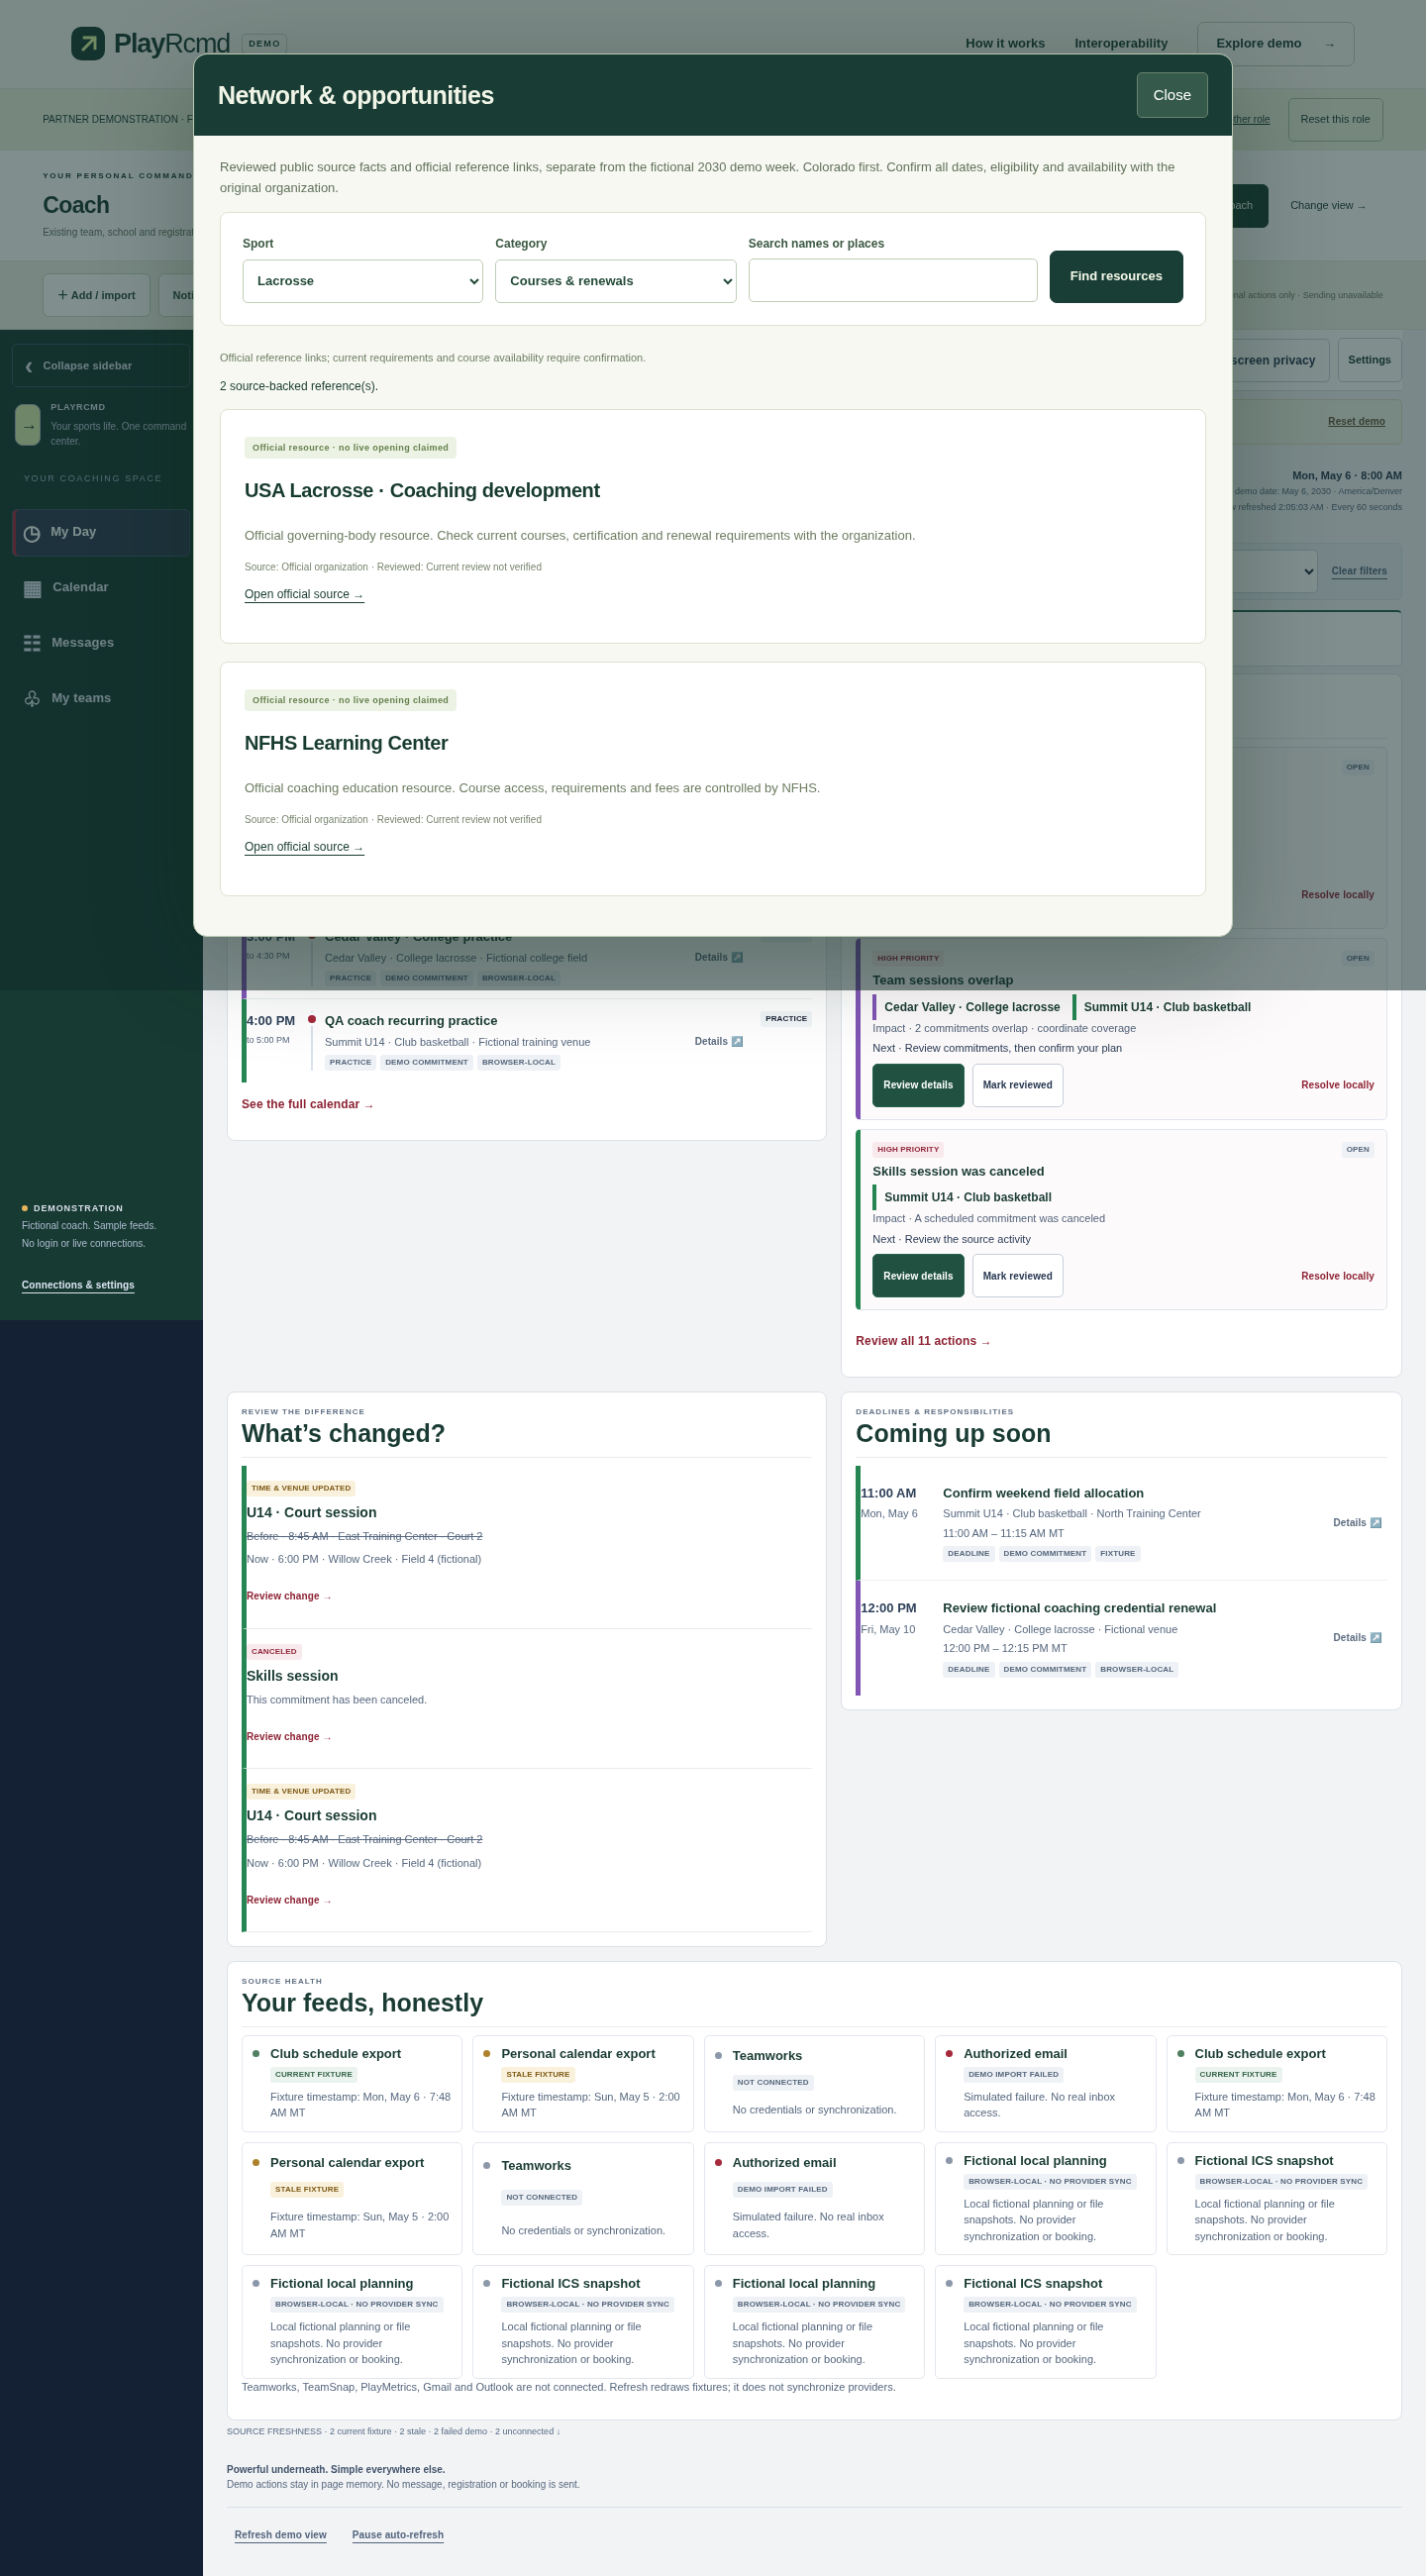 PlayRcmd DEMO
How it works Interoperability Explore demo →
PARTNER DEMONSTRATION · F
ther role Reset this role
YOUR PERSONAL COMMAND
Coach
Existing team, school and registrat
ach Change view →
+ Add / import Noti
nal actions only · Sending unavailable
Network & opportunities
Close
Reviewed public source facts and official reference links, separate from the fictional 2030 demo week. Colorado first. Confirm all dates, eligibility and availability with the
original organization.
Sport Category Search names or places
Lacrosse Courses & renewals Find resources
Official reference links; current requirements and course availability require confirmation.
2 source-backed reference(s).
Official resource · no live opening claimed
USA Lacrosse · Coaching development
Official governing-body resource. Check current courses, certification and renewal requirements with the organization.
Source: Official organization · Reviewed: Current review not verified
Open official source →
Official resource · no live opening claimed
NFHS Learning Center
Official coaching education resource. Course access, requirements and fees are controlled by NFHS.
Source: Official organization · Reviewed: Current review not verified
Open official source →
‹ Collapse sidebar
→ PLAYRCMD
Your sports life. One command
center.
YOUR COACHING SPACE
My Day
Calendar
Messages
My teams
DEMONSTRATION
Fictional coach. Sample feeds.
No login or live connections.
Connections & settings
screen privacy Settings
Reset demo
Mon, May 6 · 8:00 AM
demo date: May 6, 2030 · America/Denver
refreshed 2:05:03 AM · Every 60 seconds
Clear filters
OPEN
Resolve locally
3:00 PM Cedar Valley · College practice
to 4:30 PM Cedar Valley · College lacrosse · Fictional college field Details ↗
PRACTICE DEMO COMMITMENT BROWSER-LOCAL
4:00 PM QA coach recurring practice PRACTICE
to 5:00 PM Summit U14 · Club basketball · Fictional training venue Details ↗
PRACTICE DEMO COMMITMENT BROWSER-LOCAL
See the full calendar →
HIGH PRIORITY OPEN
Team sessions overlap
Cedar Valley · College lacrosse Summit U14 · Club basketball
Impact · 2 commitments overlap · coordinate coverage
Next · Review commitments, then confirm your plan
Review details Mark reviewed Resolve locally
HIGH PRIORITY OPEN
Skills session was canceled
Summit U14 · Club basketball
Impact · A scheduled commitment was canceled
Next · Review the source activity
Review details Mark reviewed Resolve locally
Review all 11 actions →
REVIEW THE DIFFERENCE
What’s changed?
TIME & VENUE UPDATED
U14 · Court session
Before · 8:45 AM · East Training Center · Court 2
Now · 6:00 PM · Willow Creek · Field 4 (fictional)
Review change →
CANCELED
Skills session
This commitment has been canceled.
Review change →
TIME & VENUE UPDATED
U14 · Court session
Before · 8:45 AM · East Training Center · Court 2
Now · 6:00 PM · Willow Creek · Field 4 (fictional)
Review change →
DEADLINES & RESPONSIBILITIES
Coming up soon
11:00 AM Confirm weekend field allocation
Mon, May 6 Summit U14 · Club basketball · North Training Center
11:00 AM – 11:15 AM MT Details ↗
DEADLINE DEMO COMMITMENT FIXTURE
12:00 PM Review fictional coaching credential renewal
Fri, May 10 Cedar Valley · College lacrosse · Fictional venue
12:00 PM – 12:15 PM MT Details ↗
DEADLINE DEMO COMMITMENT BROWSER-LOCAL
SOURCE HEALTH
Your feeds, honestly
Club schedule export
CURRENT FIXTURE
Fixture timestamp: Mon, May 6 · 7:48
AM MT
Personal calendar export
STALE FIXTURE
Fixture timestamp: Sun, May 5 · 2:00
AM MT
Teamworks
NOT CONNECTED
No credentials or synchronization.
Authorized email
DEMO IMPORT FAILED
Simulated failure. No real inbox
access.
Club schedule export
CURRENT FIXTURE
Fixture timestamp: Mon, May 6 · 7:48
AM MT
Personal calendar export
STALE FIXTURE
Fixture timestamp: Sun, May 5 · 2:00
AM MT
Teamworks
NOT CONNECTED
No credentials or synchronization.
Authorized email
DEMO IMPORT FAILED
Simulated failure. No real inbox
access.
Fictional local planning
BROWSER-LOCAL · NO PROVIDER SYNC
Local fictional planning or file
snapshots. No provider
synchronization or booking.
Fictional ICS snapshot
BROWSER-LOCAL · NO PROVIDER SYNC
Local fictional planning or file
snapshots. No provider
synchronization or booking.
Fictional local planning
BROWSER-LOCAL · NO PROVIDER SYNC
Local fictional planning or file
snapshots. No provider
synchronization or booking.
Fictional ICS snapshot
BROWSER-LOCAL · NO PROVIDER SYNC
Local fictional planning or file
snapshots. No provider
synchronization or booking.
Fictional local planning
BROWSER-LOCAL · NO PROVIDER SYNC
Local fictional planning or file
snapshots. No provider
synchronization or booking.
Fictional ICS snapshot
BROWSER-LOCAL · NO PROVIDER SYNC
Local fictional planning or file
snapshots. No provider
synchronization or booking.
Teamworks, TeamSnap, PlayMetrics, Gmail and Outlook are not connected. Refresh redraws fixtures; it does not synchronize providers.
SOURCE FRESHNESS · 2 current fixture · 2 stale · 2 failed demo · 2 unconnected ↓
Powerful underneath. Simple everywhere else.
Demo actions stay in page memory. No message, registration or booking is sent.
Refresh demo view Pause auto-refresh